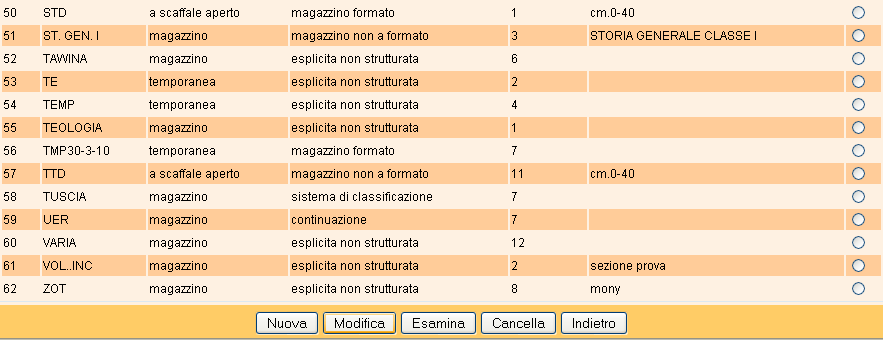 50 STD a scaffale aperto magazzino formato 1 cm.0-40
51 ST. GEN. I magazzino magazzino non a formato 3 STORIA GENERALE CLASSE I
52 TAWINA magazzino esplicita non strutturata 6
53 TE temporanea esplicita non strutturata 2
54 TEMP temporanea esplicita non strutturata 4
55 TEOLOGIA magazzino esplicita non strutturata 1
56 TMP30-3-10 temporanea magazzino formato 7
57 TTD a scaffale aperto magazzino non a formato 11 cm.0-40
58 TUSCIA magazzino sistema di classificazione 7
59 UER magazzino continuazione 7
60 VARIA magazzino esplicita non strutturata 12
61 VOL..INC magazzino esplicita non strutturata 2 sezione prova
62 ZOT magazzino esplicita non strutturata 8 mony
Nuova Modifica Esamina Cancella Indietro